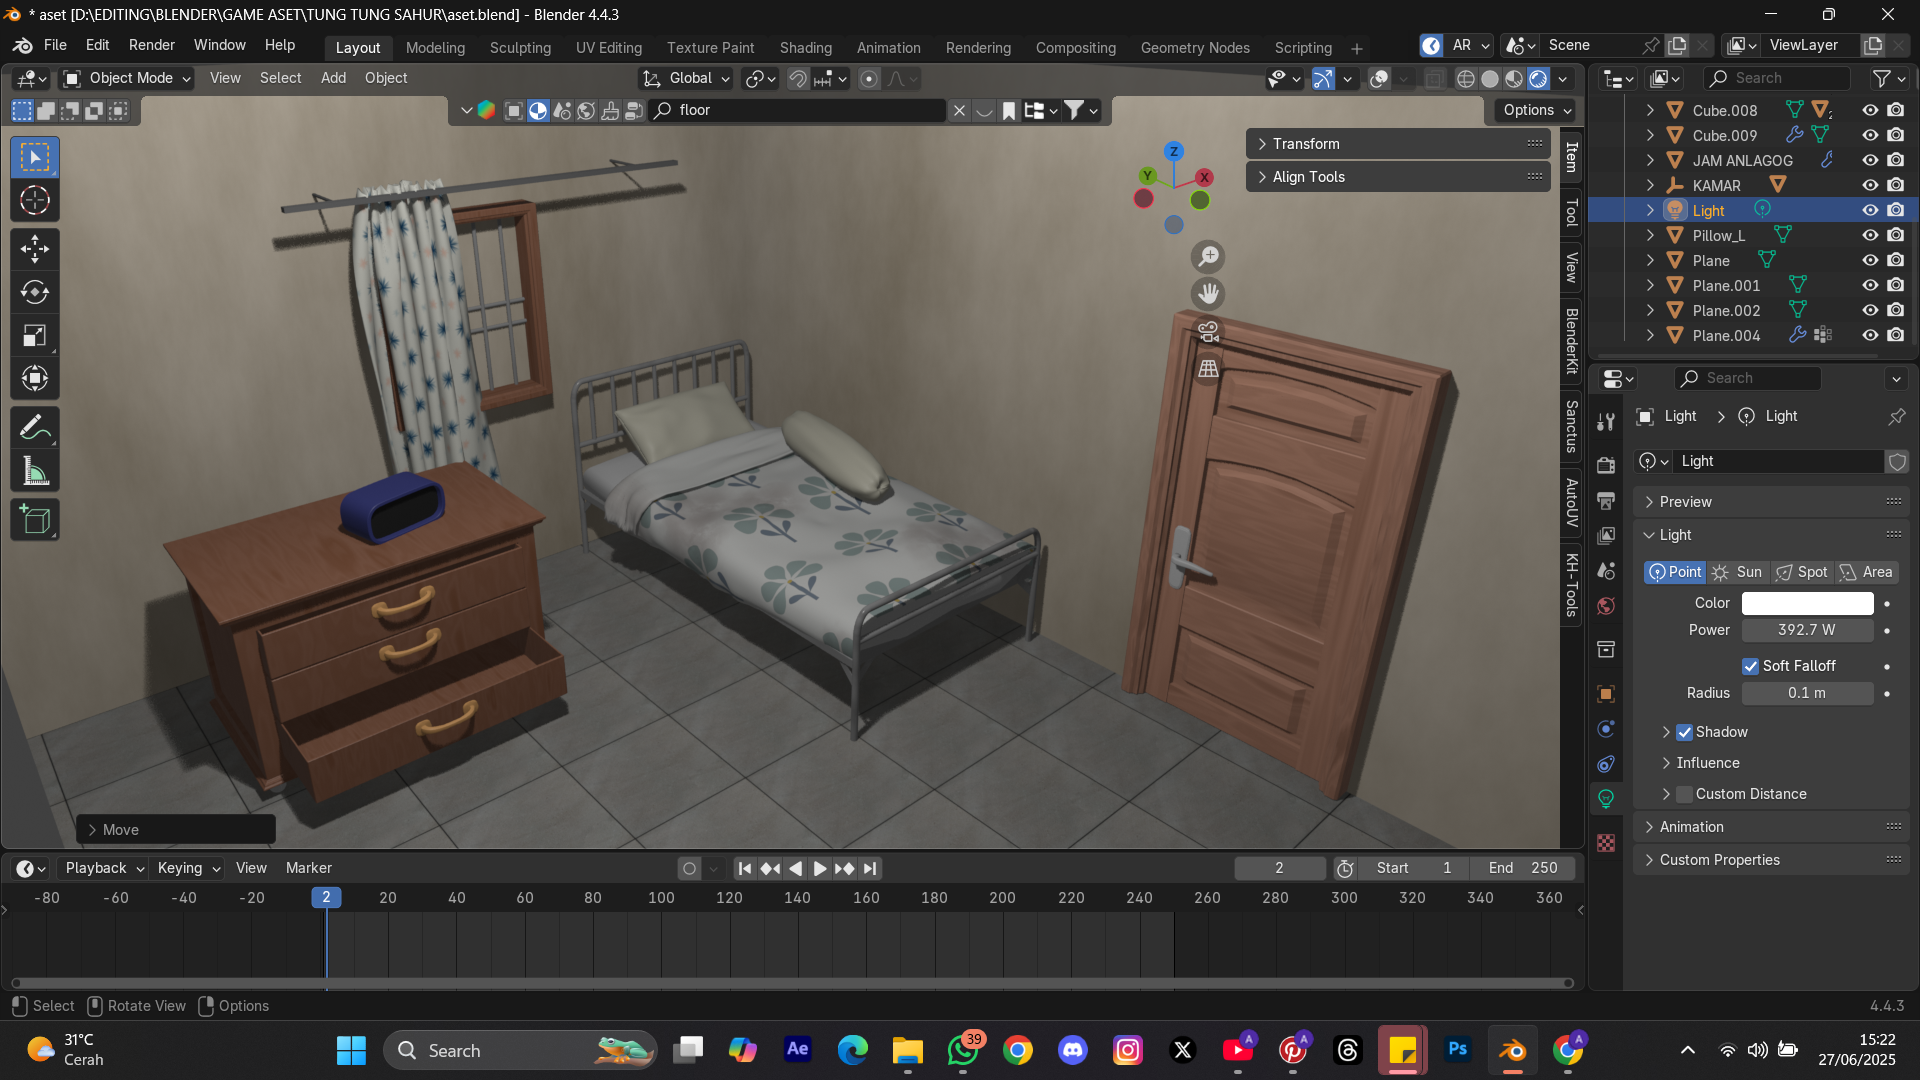 * aset [D:\EDITING\BLENDER\GAME ASET\TUNG TUNG SAHUR\aset.blend] - Blender 4.4.3
File Edit Render Window Help Layout Modeling Sculpting UV Editing Texture Paint Shading Animation Rendering Compositing Geometry Nodes Scripting + AR Scene ViewLayer
Object Mode View Select Add Object Global Search
floor Options
Transform
Align Tools
Item
Tool
View
BlenderKit
Sanctus
AutoUV
KH-Tools
Z
Y
X
Move
Cube.008 2
Cube.009
JAM ANLAGOG
KAMAR
Light
Pillow_L
Plane
Plane.001
Plane.002
Plane.004
Search
Light > Light
Light
Preview
Light
Point Sun Spot Area
Color
Power 392.7 W
Soft Falloff
Radius 0.1 m
Shadow
Influence
Custom Distance
Animation
Custom Properties
Playback Keying View Marker 2 Start 1 End 250
-80 -60 -40 -20 2 20 40 60 80 100 120 140 160 180 200 220 240 260 280 300 320 340 360
Select Rotate View Options 4.4.3
31°C
Cerah
Search
Ae
39
A
A
Ps
A
15:22
27/06/2025